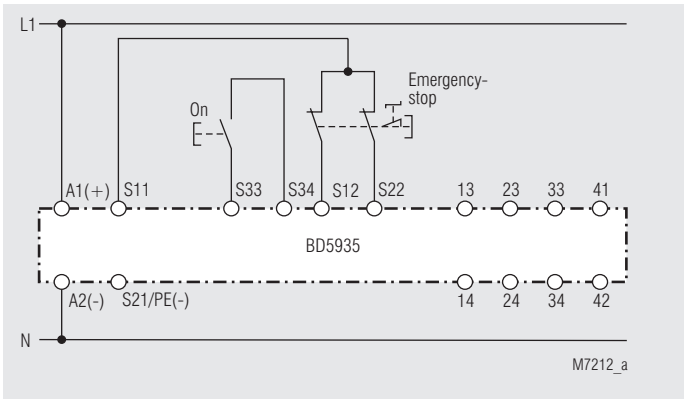 L1
Emergency-
stop
On
A1(+) S11 S33 S34 S12 S22 13 23 33 41
BD5935
A2(-) S21/PE(-) 14 24 34 42
N
M7212_a